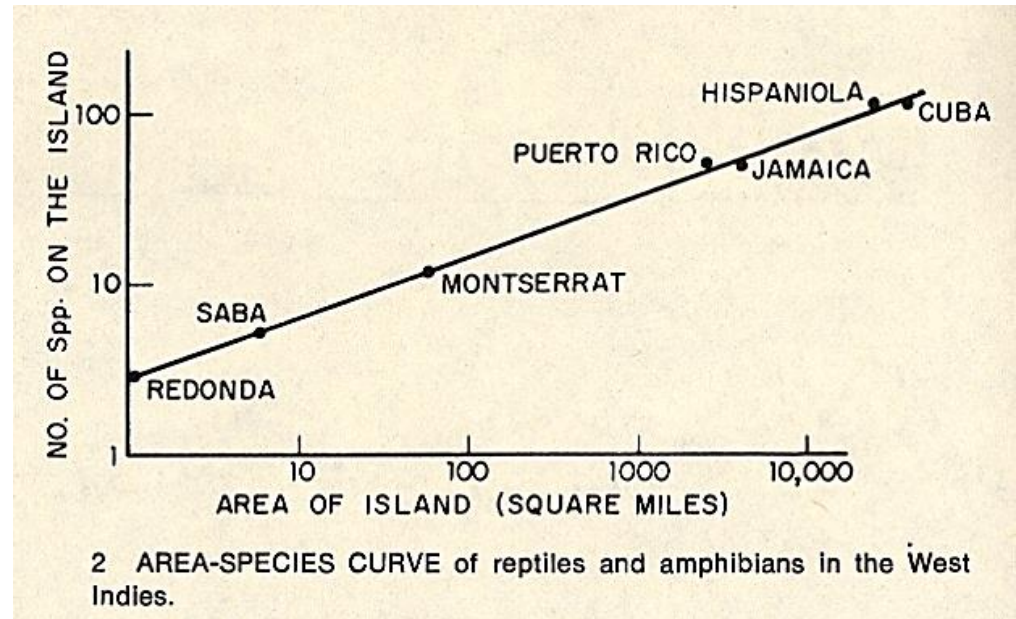 NO. OF Spp. ON THE ISLAND
100
10
1
HISPANIOLA
CUBA
PUERTO RICO
JAMAICA
MONTSERRAT
SABA
REDONDA
10 100 1000 10,000
AREA OF ISLAND (SQUARE MILES)
2 AREA-SPECIES CURVE of reptiles and amphibians in the West
Indies.